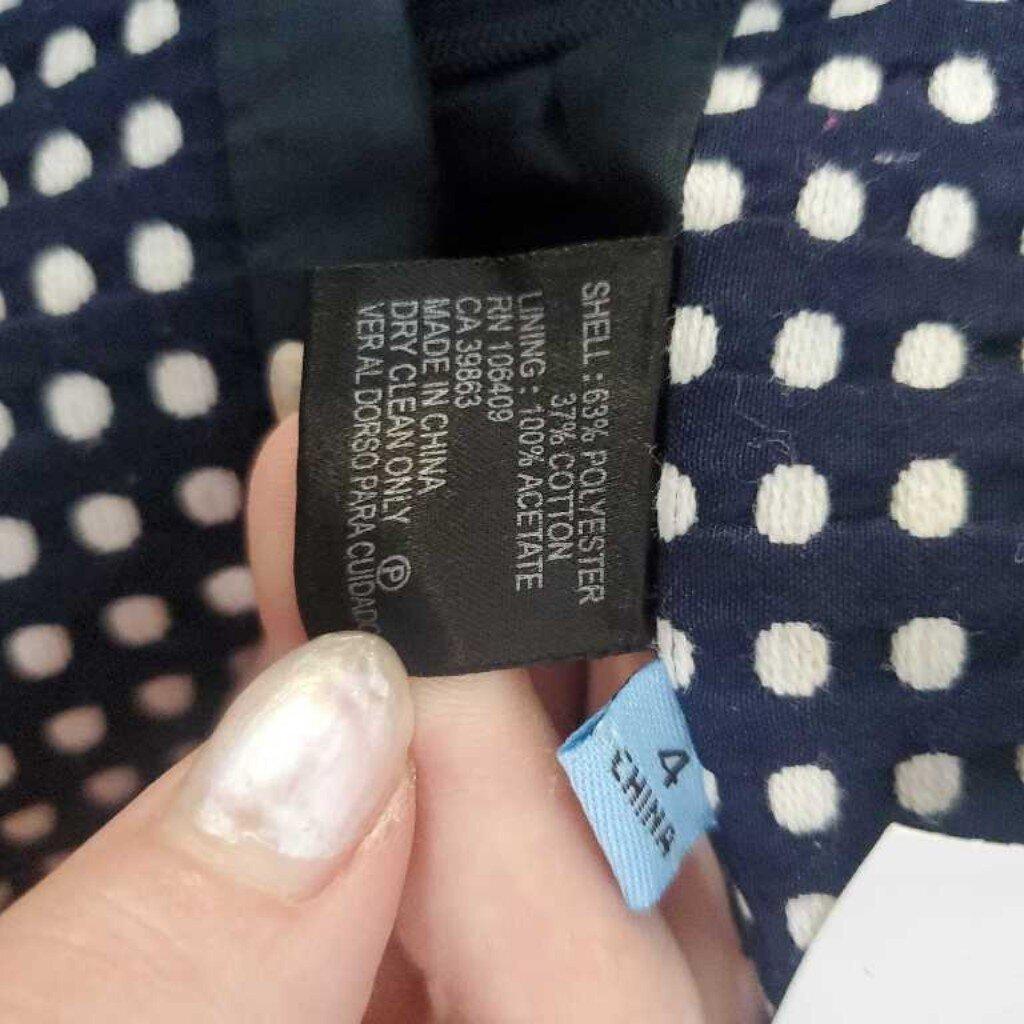 SHELL : 63% POLYESTER
37% COTTON
LINING : 100% ACETATE
RN 106409
CA 39863
MADE IN CHINA
DRY CLEAN ONLY Ⓟ
VER AL DORSO PARA CUIDADO
4
CHINA